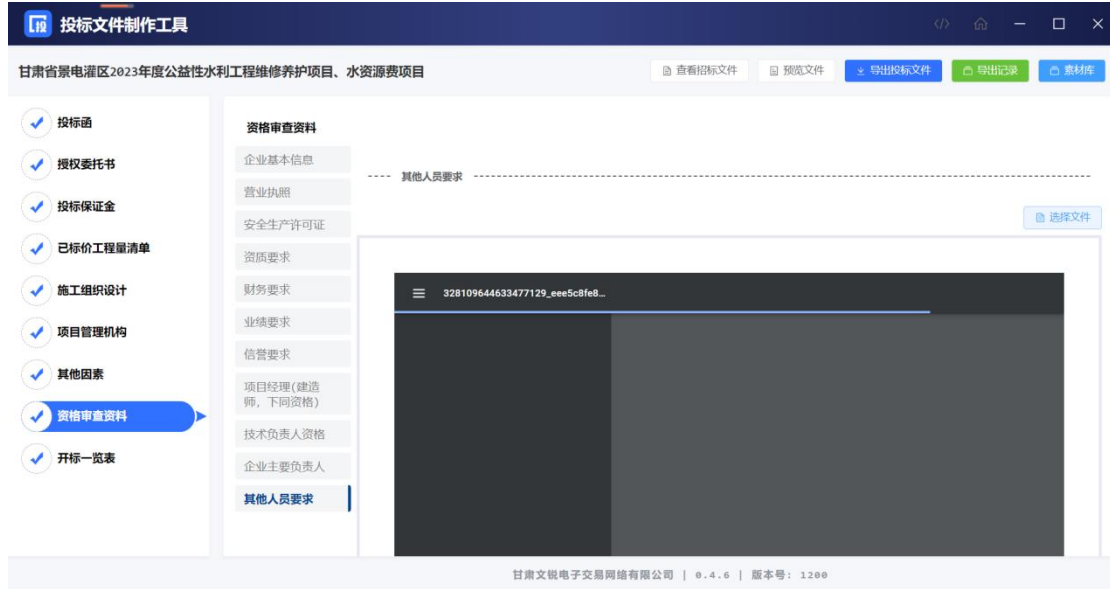 投标文件制作工具
甘肃省景电灌区2023年度公益性水利工程维修养护项目、水资源费项目
查看招标文件
预览文件
导出投标文件
导出记录
素材库
投标函
授权委托书
投标保证金
已标价工程量清单
施工组织设计
项目管理机构
其他因素
资格审查资料
开标一览表
资格审查资料
企业基本信息
营业执照
安全生产许可证
资质要求
财务要求
业绩要求
信誉要求
项目经理(建造
师, 下同资格)
技术负责人资格
企业主要负责人
其他人员要求
其他人员要求
选择文件
328109644633477129_eee5c8fe8…
甘肃文锐电子交易网络有限公司 | 0.4.6 | 版本号: 1200